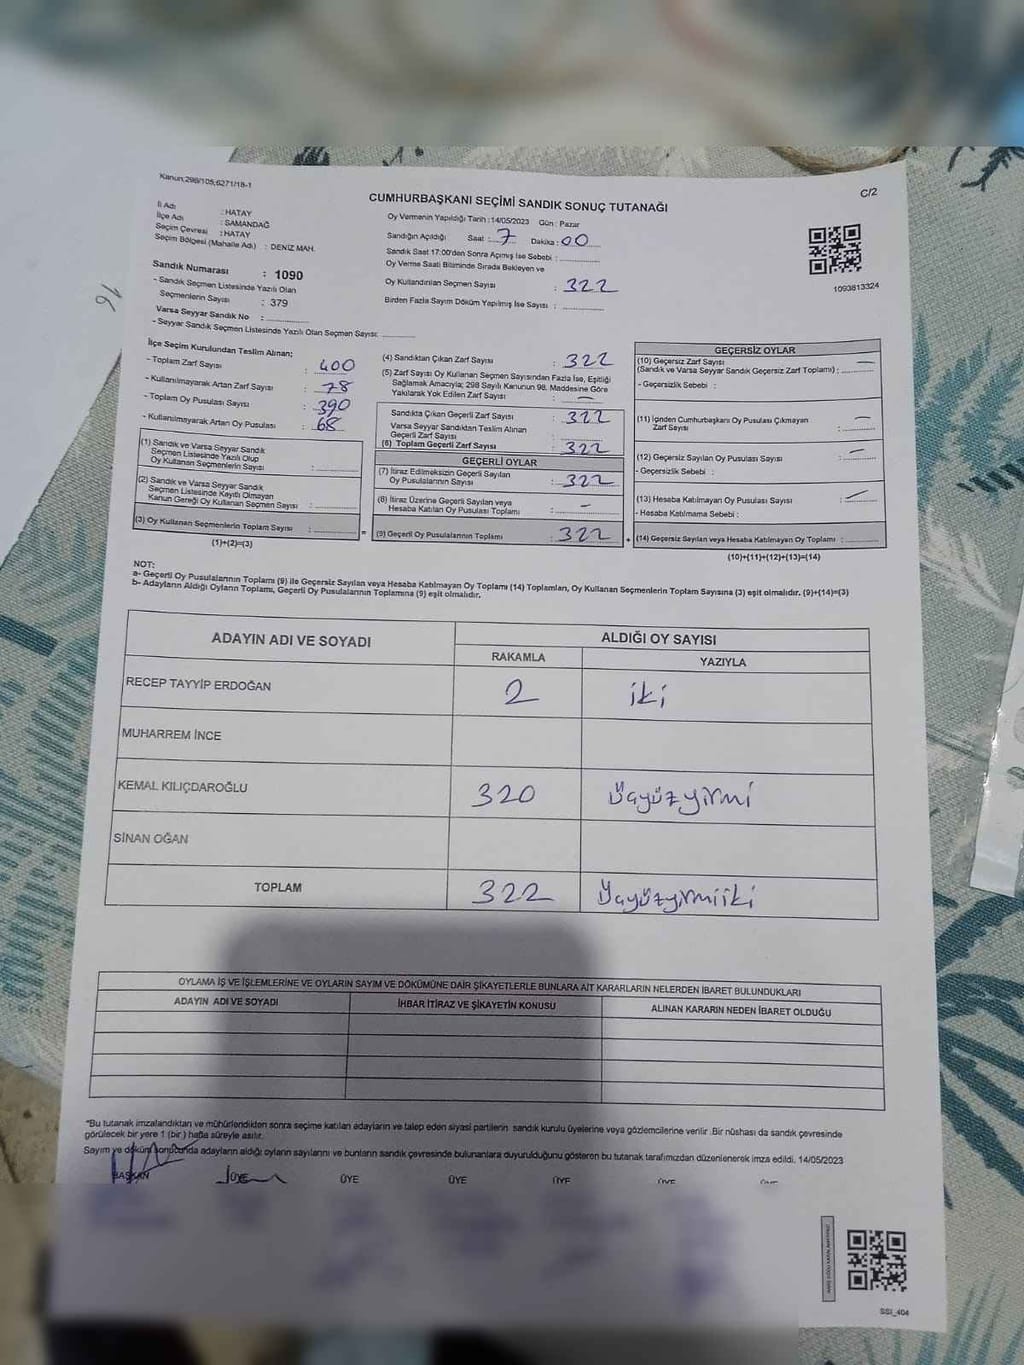 Kanun:298/105;6271/18-1
C/2
CUMHURBAŞKANI SEÇİMİ SANDIK SONUÇ TUTANAĞI
İl Adı : HATAY
İlçe Adı : SAMANDAĞ
Seçim Çevresi : HATAY
Seçim Bölgesi (Mahalle Adı) : DENİZ MAH.
Oy Vermenin Yapıldığı Tarih : 14/05/2023 Gün : Pazar
Sandığın Açıldığı Saat : 7 Dakika : 00
Sandık Saat 17:00'den Sonra Açmış İse Sebebi :
Oy Verme Saati Bitiminde Sırada Bekleyen ve
Oy Kullandırılan Seçmen Sayısı : 322
Birden Fazla Sayım Döküm Yapılmış İse Sayısı :
1093813324
Sandık Numarası : 1090
- Sandık Seçmen Listesinde Yazılı Olan
Seçmenlerin Sayısı : 379
Varsa Seyyar Sandık No :
- Seyyar Sandık Seçmen Listesinde Yazılı Olan Seçmen Sayısı:
16
İlçe Seçim Kurulundan Teslim Alınan;
- Toplam Zarf Sayısı : 400
- Kullanılmayarak Artan Zarf Sayısı : 78
- Toplam Oy Pusulası Sayısı : 390
- Kullanılmayarak Artan Oy Pusulası : 68
(1) Sandık ve Varsa Seyyar Sandık
Seçmen Listesinde Yazılı Olup
Oy Kullanan Seçmenlerin Sayısı :
(2) Sandık ve Varsa Seyyar Sandık
Seçmen Listesinde Kayıtlı Olmayan
Kanun Gereği Oy Kullanan Seçmen Sayısı :
(3) Oy Kullanan Seçmenlerin Toplam Sayısı :
(1)+(2)=(3)
=
(4) Sandıktan Çıkan Zarf Sayısı : 322
(5) Zarf Sayısı Oy Kullanan Seçmen Sayısından Fazla İse, Eşitliği
Sağlamak Amacıyla; 298 Sayılı Kanunun 98. Maddesine Göre
Yakılarak Yok Edilen Zarf Sayısı : —
Sandıkta Çıkan Geçerli Zarf Sayısı : 322
Varsa Seyyar Sandıktan Teslim Alınan
Geçerli Zarf Sayısı :
(6) Toplam Geçerli Zarf Sayısı : 322
GEÇERLİ OYLAR
(7) İtiraz Edilmeksizin Geçerli Sayılan
Oy Pusulalarının Sayısı : 322
(8) İtiraz Üzerine Geçerli Sayılan veya
Hesaba Katılan Oy Pusulası Toplamı : —
(9) Geçerli Oy Pusulalarının Toplamı : 322
+
GEÇERSİZ OYLAR
(10) Geçersiz Zarf Sayısı
(Sandık ve Varsa Seyyar Sandık Geçersiz Zarf Toplamı) : —
- Geçersizlik Sebebi :
(11) İçinden Cumhurbaşkanı Oy Pusulası Çıkmayan
Zarf Sayısı : —
(12) Geçersiz Sayılan Oy Pusulası Sayısı : —
- Geçersizlik Sebebi :
(13) Hesaba Katılmayan Oy Pusulası Sayısı : —
- Hesaba Katılmama Sebebi :
(14) Geçersiz Sayılan veya Hesaba Katılmayan Oy Toplamı :
(10)+(11)+(12)+(13)=(14)
NOT:
a- Geçerli Oy Pusulalarının Toplamı (9) ile Geçersiz Sayılan veya Hesaba Katılmayan Oy Toplamı (14) Toplamları, Oy Kullanan Seçmenlerin Toplam Sayısına (3) eşit olmalıdır. (9)+(14)=(3)
b- Adayların Aldığı Oyların Toplamı, Geçerli Oy Pusulalarının Toplamına (9) eşit olmalıdır.
ADAYIN ADI VE SOYADI
ALDIĞI OY SAYISI
RAKAMLA YAZIYLA
RECEP TAYYİP ERDOĞAN 2 iki
MUHARREM İNCE
KEMAL KILIÇDAROĞLU 320 Üçyüzyirmi
SİNAN OĞAN
TOPLAM 322 Üçyüzyirmiiki
OYLAMA İŞ VE İŞLEMLERİNE VE OYLARIN SAYIM VE DÖKÜMÜNE DAİR ŞİKAYETLERLE BUNLARA AİT KARARLARIN NELERDEN İBARET BULUNDUKLARI
ADAYIN ADI VE SOYADI İHBAR İTİRAZ VE ŞİKAYETİN KONUSU ALINAN KARARIN NEDEN İBARET OLDUĞU
*Bu tutanak imzalandıktan ve mühürlendikten sonra seçime katılan adayların ve talep eden siyasi partilerin sandık kurulu üyelerine veya gözlemcilerine verilir .Bir nüshası da sandık çevresinde
görülecek bir yere 1 (bir) hafta süreyle asılır.
Sayım ve döküm sonucunda adayların aldığı oyların sayılarını ve bunların sandık çevresinde bulunanlara duyurulduğunu gösteren bu tutanak tarafımızdan düzenlenerek imza edildi. 14/05/2023
BAŞKAN ÜYE ÜYE ÜYE ÜYE ÜYE
SSI_404